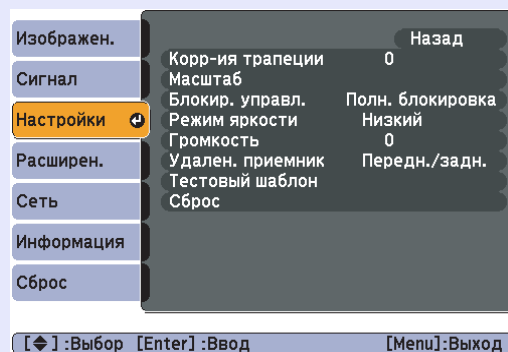 Изображен.
Сигнал
Настройки
Расширен.
Сеть
Информация
Сброс
Назад
Корр-ия трапеции 0
Масштаб
Блокир. управл. Полн. блокировка
Режим яркости Низкий
Громкость 0
Удален. приемник Передн./задн.
Тестовый шаблон
Сброс
[◆] :Выбор [Enter] :Ввод [Menu]:Выход